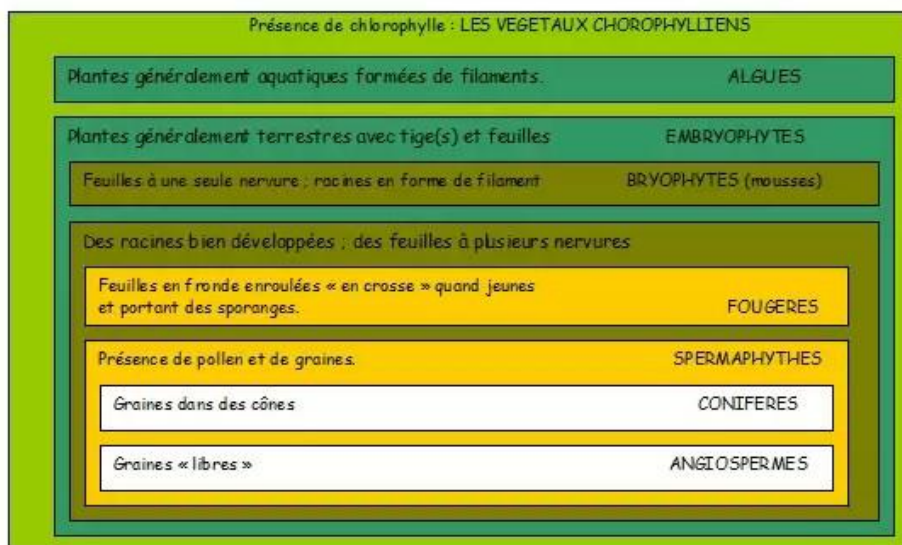 Présence de chlorophylle : LES VEGETAUX CHOROPHYLLIENS
Plantes généralement aquatiques formées de filaments. ALGUES
Plantes généralement terrestres avec tige(s) et feuilles EMBRYOPHYTES
Feuilles à une seule nervure ; racines en forme de filament BRYOPHYTES (mousses)
Des racines bien développées ; des feuilles à plusieurs nervures
Feuilles en fronde enroulées « en crosse » quand jeunes
et portant des sporanges. FOUGERES
Présence de pollen et de graines. SPERMAPHYTHES
Graines dans des cônes CONIFERES
Graines « libres » ANGIOSPERMES